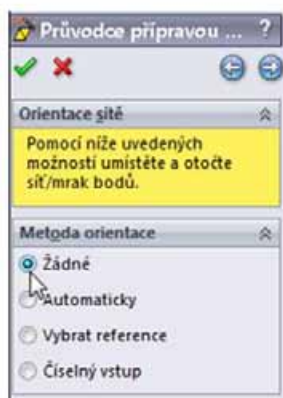 Průvodce přípravou ... ?
Orientace sítě
Pomocí níže uvedených
možností umístěte a otočte
síť/mrak bodů.
Metoda orientace
Žádné
Automaticky
Vybrat reference
Číselný vstup